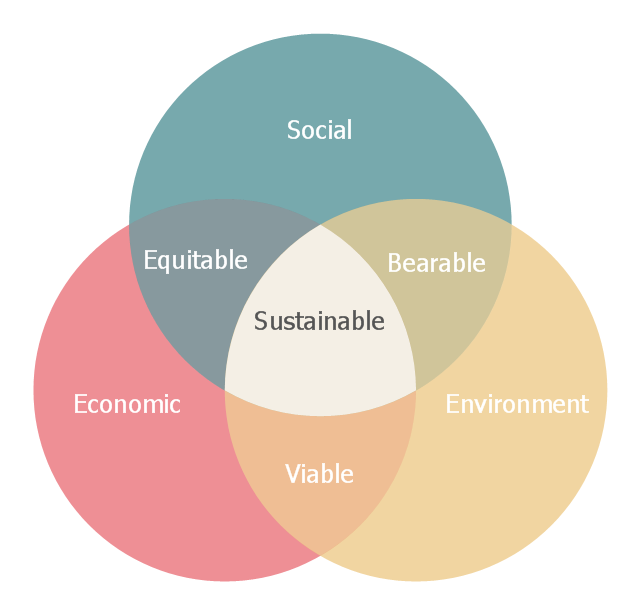 Social
Equitable
Bearable
Sustainable
Economic
Environment
Viable